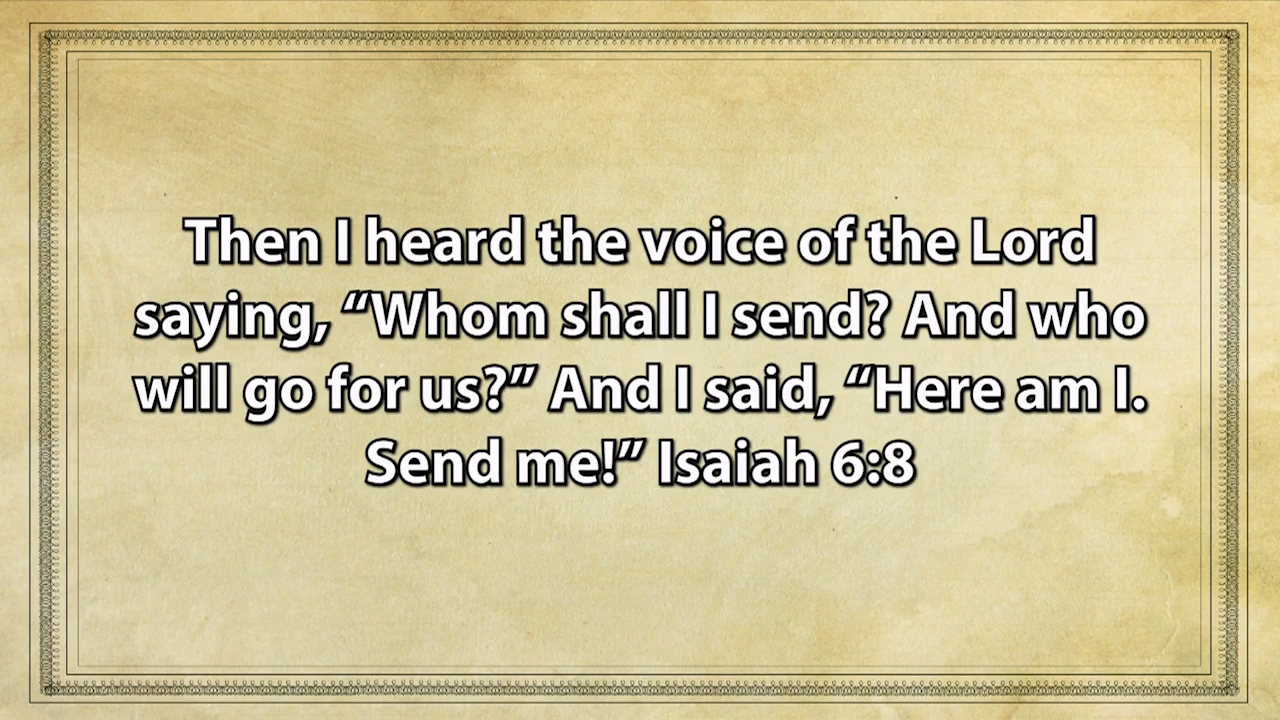 Then I heard the voice of the Lord
saying, “Whom shall I send? And who
will go for us?” And I said, “Here am I.
Send me!” Isaiah 6:8